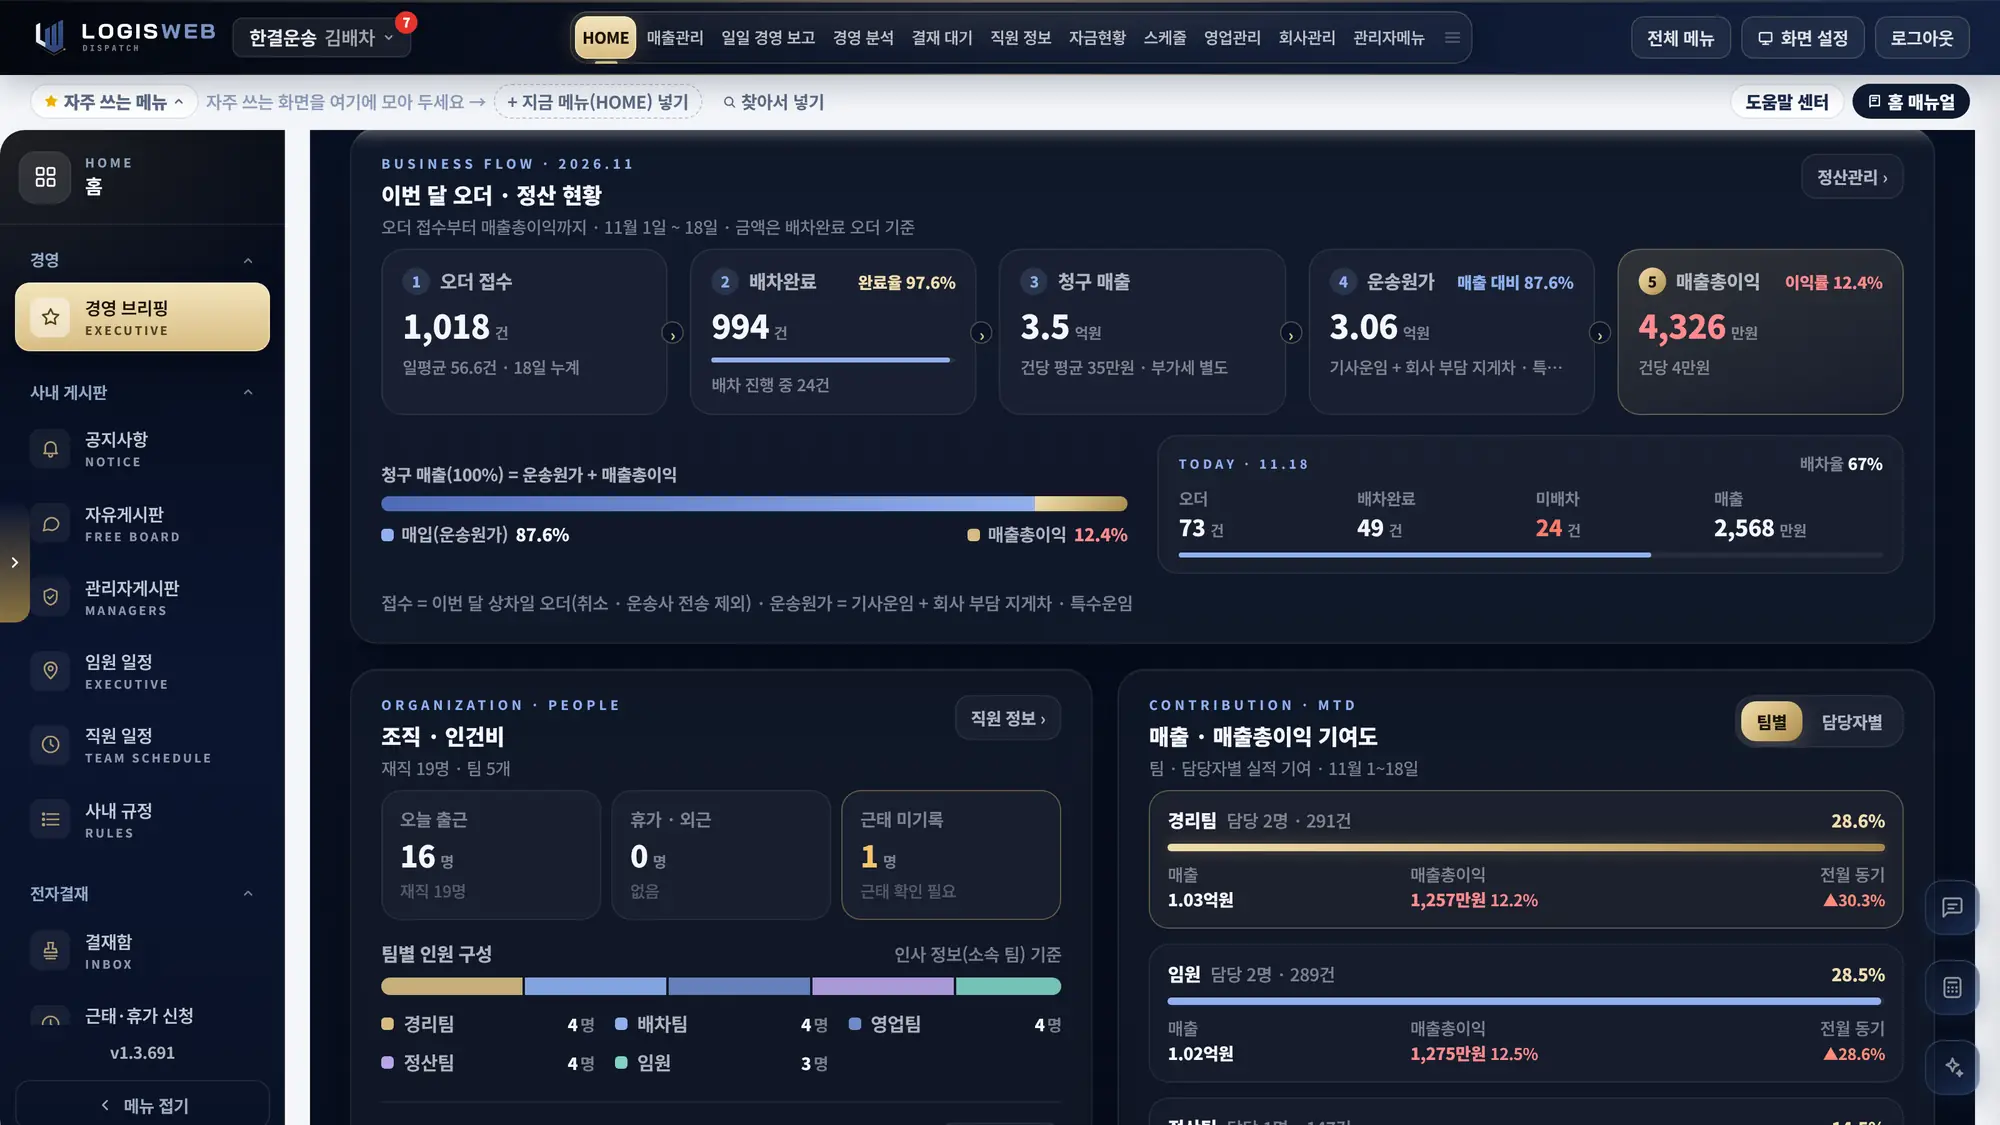 LOGISWEB
DISPATCH
한결운송 김배차
7
HOME 매출관리 일일 경영 보고 경영 분석 결재 대기 직원 정보 자금현황 스케줄 영업관리 회사관리 관리자메뉴
전체 메뉴
화면 설정
로그아웃
자주 쓰는 메뉴
자주 쓰는 화면을 여기에 모아 두세요 →
+ 지금 메뉴(HOME) 넣기
찾아서 넣기
도움말 센터
홈 매뉴얼
HOME
홈
경영
경영 브리핑
EXECUTIVE
사내 게시판
공지사항
NOTICE
자유게시판
FREE BOARD
관리자게시판
MANAGERS
임원 일정
EXECUTIVE
직원 일정
TEAM SCHEDULE
사내 규정
RULES
전자결재
결재함
INBOX
근태·휴가 신청
v1.3.691
메뉴 접기
BUSINESS FLOW · 2026.11
이번 달 오더 · 정산 현황
오더 접수부터 매출총이익까지 · 11월 1일 ~ 18일 · 금액은 배차완료 오더 기준
정산관리 ›
1 오더 접수
1,018 건
일평균 56.6건 · 18일 누계
2 배차완료 완료율 97.6%
994 건
배차 진행 중 24건
3 청구 매출
3.5 억원
건당 평균 35만원 · 부가세 별도
4 운송원가 매출 대비 87.6%
3.06 억원
기사운임 + 회사 부담 지게차 · 특···
5 매출총이익 이익률 12.4%
4,326 만원
건당 4만원
청구 매출(100%) = 운송원가 + 매출총이익
매입(운송원가) 87.6%
매출총이익 12.4%
TODAY · 11.18
배차율 67%
오더 배차완료 미배차 매출
73 건 49 건 24 건 2,568 만원
접수 = 이번 달 상차일 오더(취소 · 운송사 전송 제외) · 운송원가 = 기사운임 + 회사 부담 지게차 · 특수운임
ORGANIZATION · PEOPLE
조직 · 인건비
재직 19명 · 팀 5개
직원 정보 ›
오늘 출근
16 명
재직 19명
휴가 · 외근
0 명
없음
근태 미기록
1 명
근태 확인 필요
팀별 인원 구성
인사 정보(소속 팀) 기준
경리팀 4명 배차팀 4명 영업팀 4명
정산팀 4명 임원 3명
CONTRIBUTION · MTD
매출 · 매출총이익 기여도
팀 · 담당자별 실적 기여 · 11월 1~18일
팀별 담당자별
경리팀 담당 2명 · 291건 28.6%
매출 매출총이익 전월 동기
1.03억원 1,257만원 12.2% ▲30.3%
임원 담당 2명 · 289건 28.5%
매출 매출총이익 전월 동기
1.02억원 1,275만원 12.5% ▲28.6%